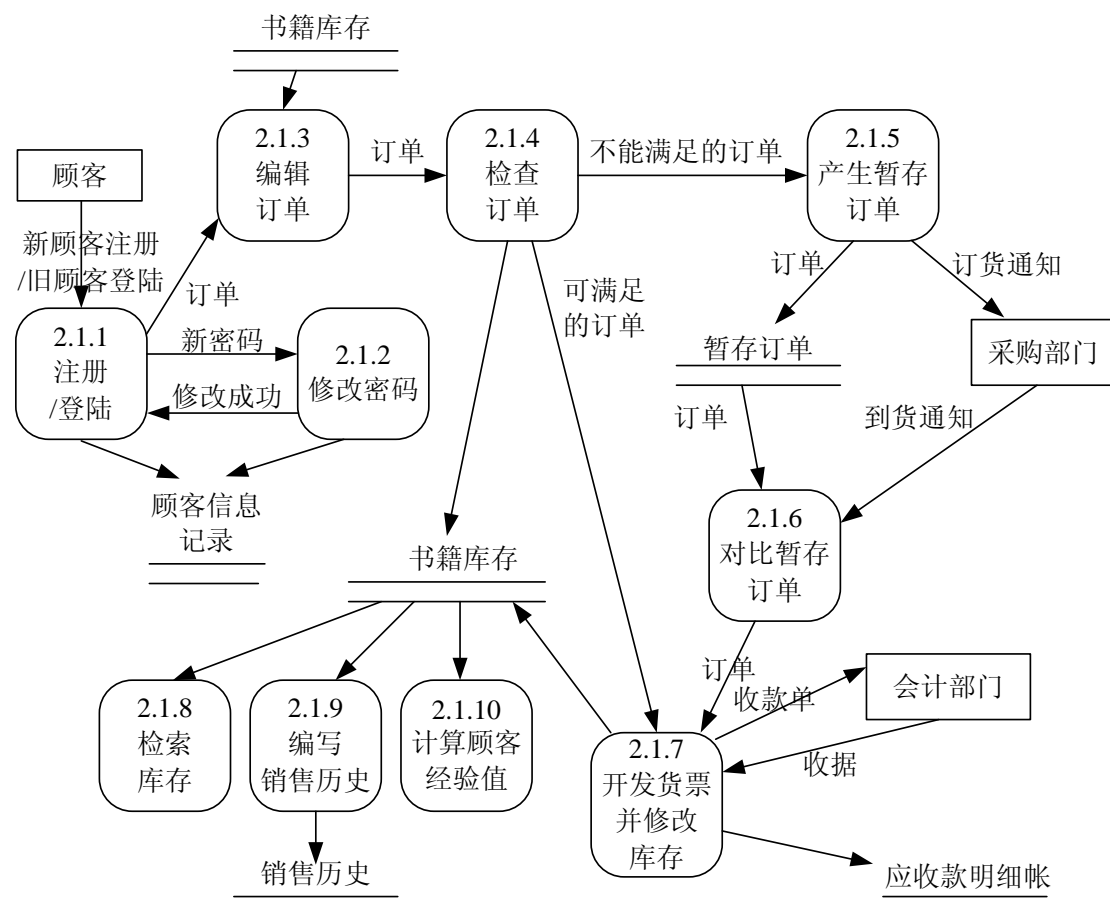 书籍库存
2.1.3
编辑
订单
订单
2.1.4
检查
订单
不能满足的订单
2.1.5
产生暂存
订单
顾客
新顾客注册
/旧顾客登陆
订单
订单
订货通知
可满足
的订单
2.1.1
注册
/登陆
新密码
修改成功
2.1.2
修改密码
暂存订单
采购部门
订单
到货通知
顾客信息
记录
2.1.6
对比暂存
订单
书籍库存
订单
收款单
会计部门
收据
2.1.8
检索
库存
2.1.9
编写
销售历史
2.1.10
计算顾客
经验值
2.1.7
开发货票
并修改
库存
销售历史
应收款明细帐